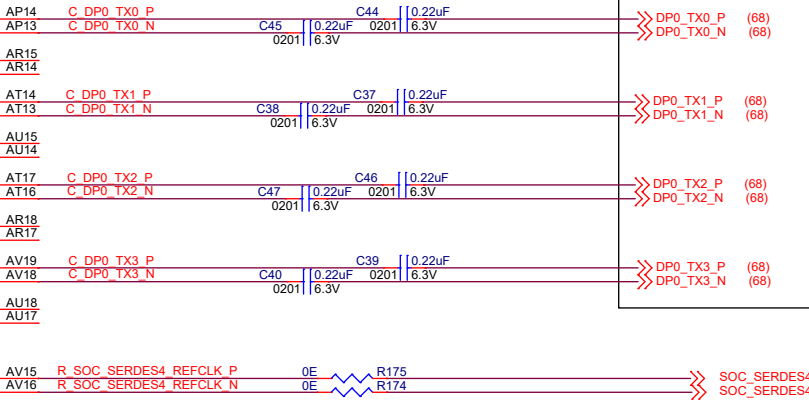 AP14 C_DP0_TX0_P C44 0.22uF DP0_TX0_P (68)
AP13 C_DP0_TX0_N C45 0.22uF 0201 6.3V DP0_TX0_N (68)
0201 6.3V
AR15
AR14
AT14 C_DP0_TX1_P C37 0.22uF DP0_TX1_P (68)
AT13 C_DP0_TX1_N C38 0.22uF 0201 6.3V DP0_TX1_N (68)
0201 6.3V
AU15
AU14
AT17 C_DP0_TX2_P C46 0.22uF DP0_TX2_P (68)
AT16 C_DP0_TX2_N C47 0.22uF 0201 6.3V DP0_TX2_N (68)
0201 6.3V
AR18
AR17
AV19 C_DP0_TX3_P C39 0.22uF DP0_TX3_P (68)
AV18 C_DP0_TX3_N C40 0.22uF 0201 6.3V DP0_TX3_N (68)
0201 6.3V
AU18
AU17
AV15 R_SOC_SERDES4_REFCLK_P 0E R175 SOC_SERDES4
AV16 R_SOC_SERDES4_REFCLK_N 0E R174 SOC_SERDES4